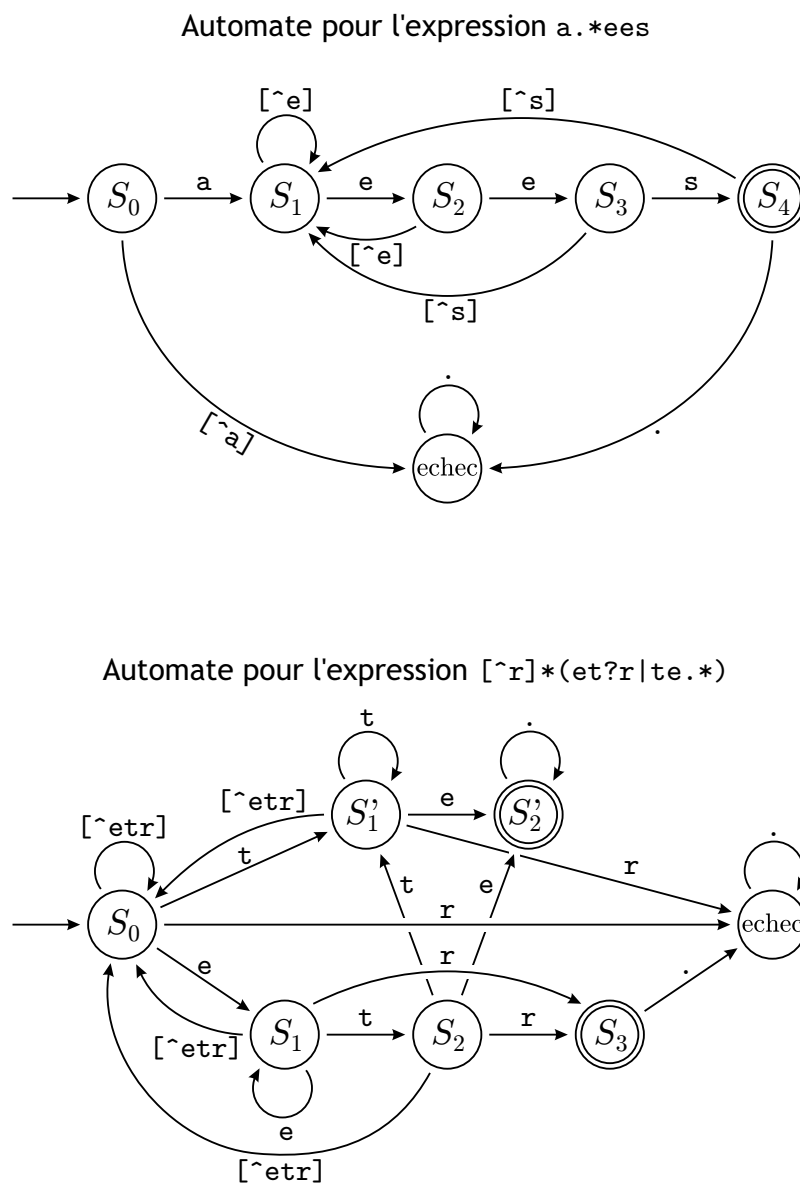 Automate pour l'expression a.*ees
[^e]
[^s]
S0 a S1 e S2 e S3 s S4
[^e]
[^s]
.
[^a]
.
echec
Automate pour l'expression [^r]*(et?r|te.*)
t .
[^etr] S'1 e S'2
[^etr]
t
r
.
t e
r
S0 echec
e
r
.
[^etr] S1 t S2 r S3
e
[^etr]